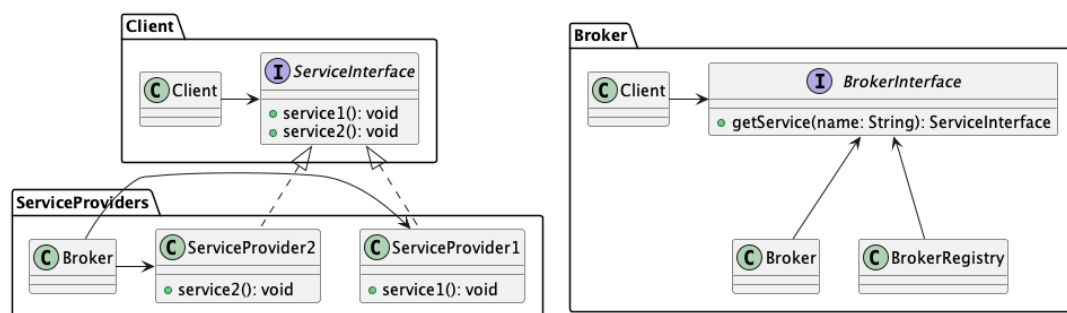 Client
C Client
I ServiceInterface
service1(): void
service2(): void
ServiceProviders
C Broker
C ServiceProvider2
service2(): void
C ServiceProvider1
service1(): void
Broker
C Client
I BrokerInterface
getService(name: String): ServiceInterface
C Broker
C BrokerRegistry